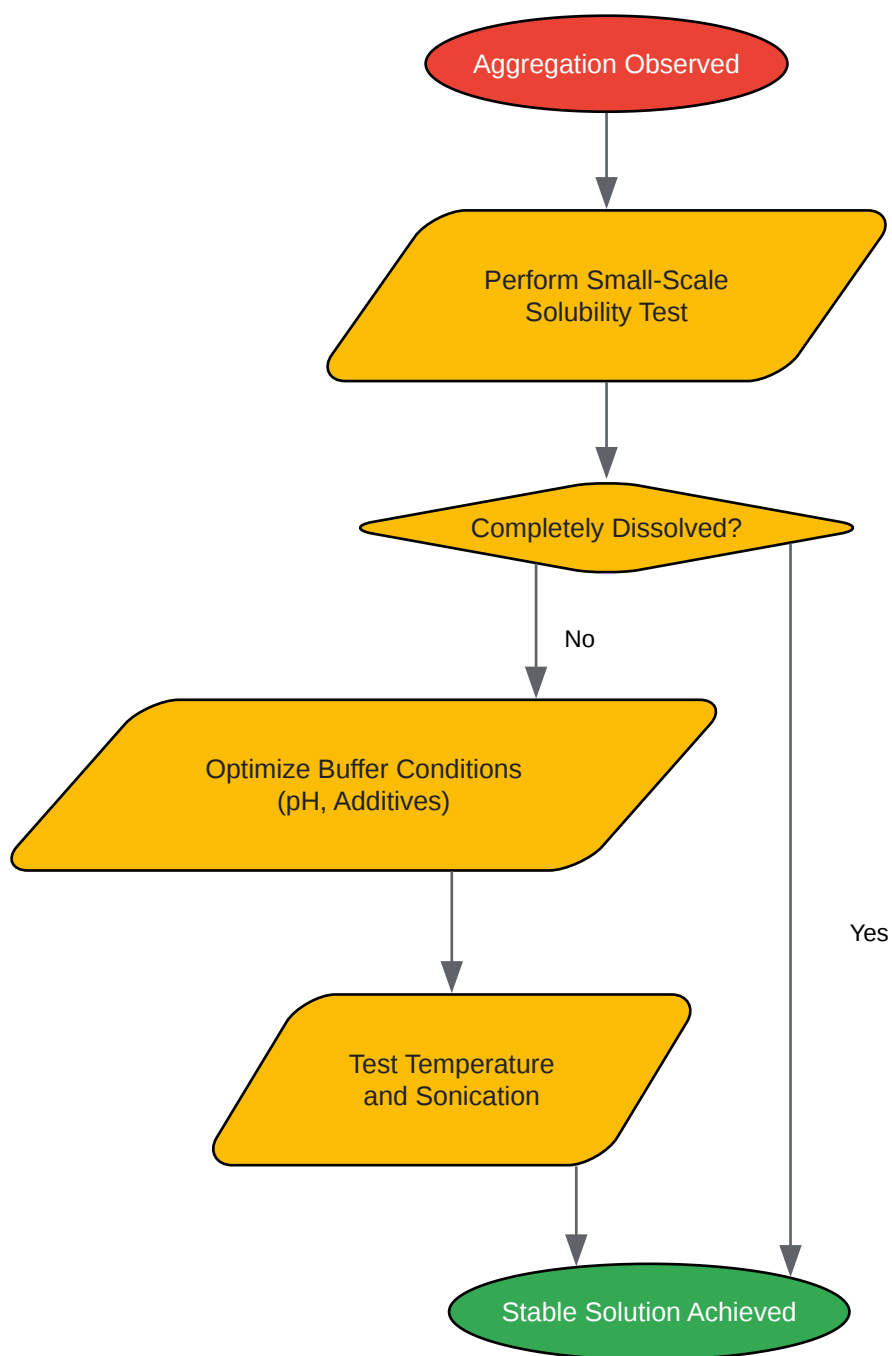 Aggregation Observed
Perform Small-Scale
Solubility Test
Completely Dissolved?
No
Optimize Buffer Conditions
(pH, Additives)
Yes
Test Temperature
and Sonication
Stable Solution Achieved